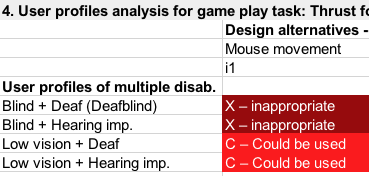 4. User profiles analysis for game play task: Thrust fo
Design alternatives -
Mouse movement
i1
User profiles of multiple disab.
Blind + Deaf (Deafblind) X – inappropriate
Blind + Hearing imp. X – inappropriate
Low vision + Deaf C – Could be used
Low vision + Hearing imp. C – Could be used